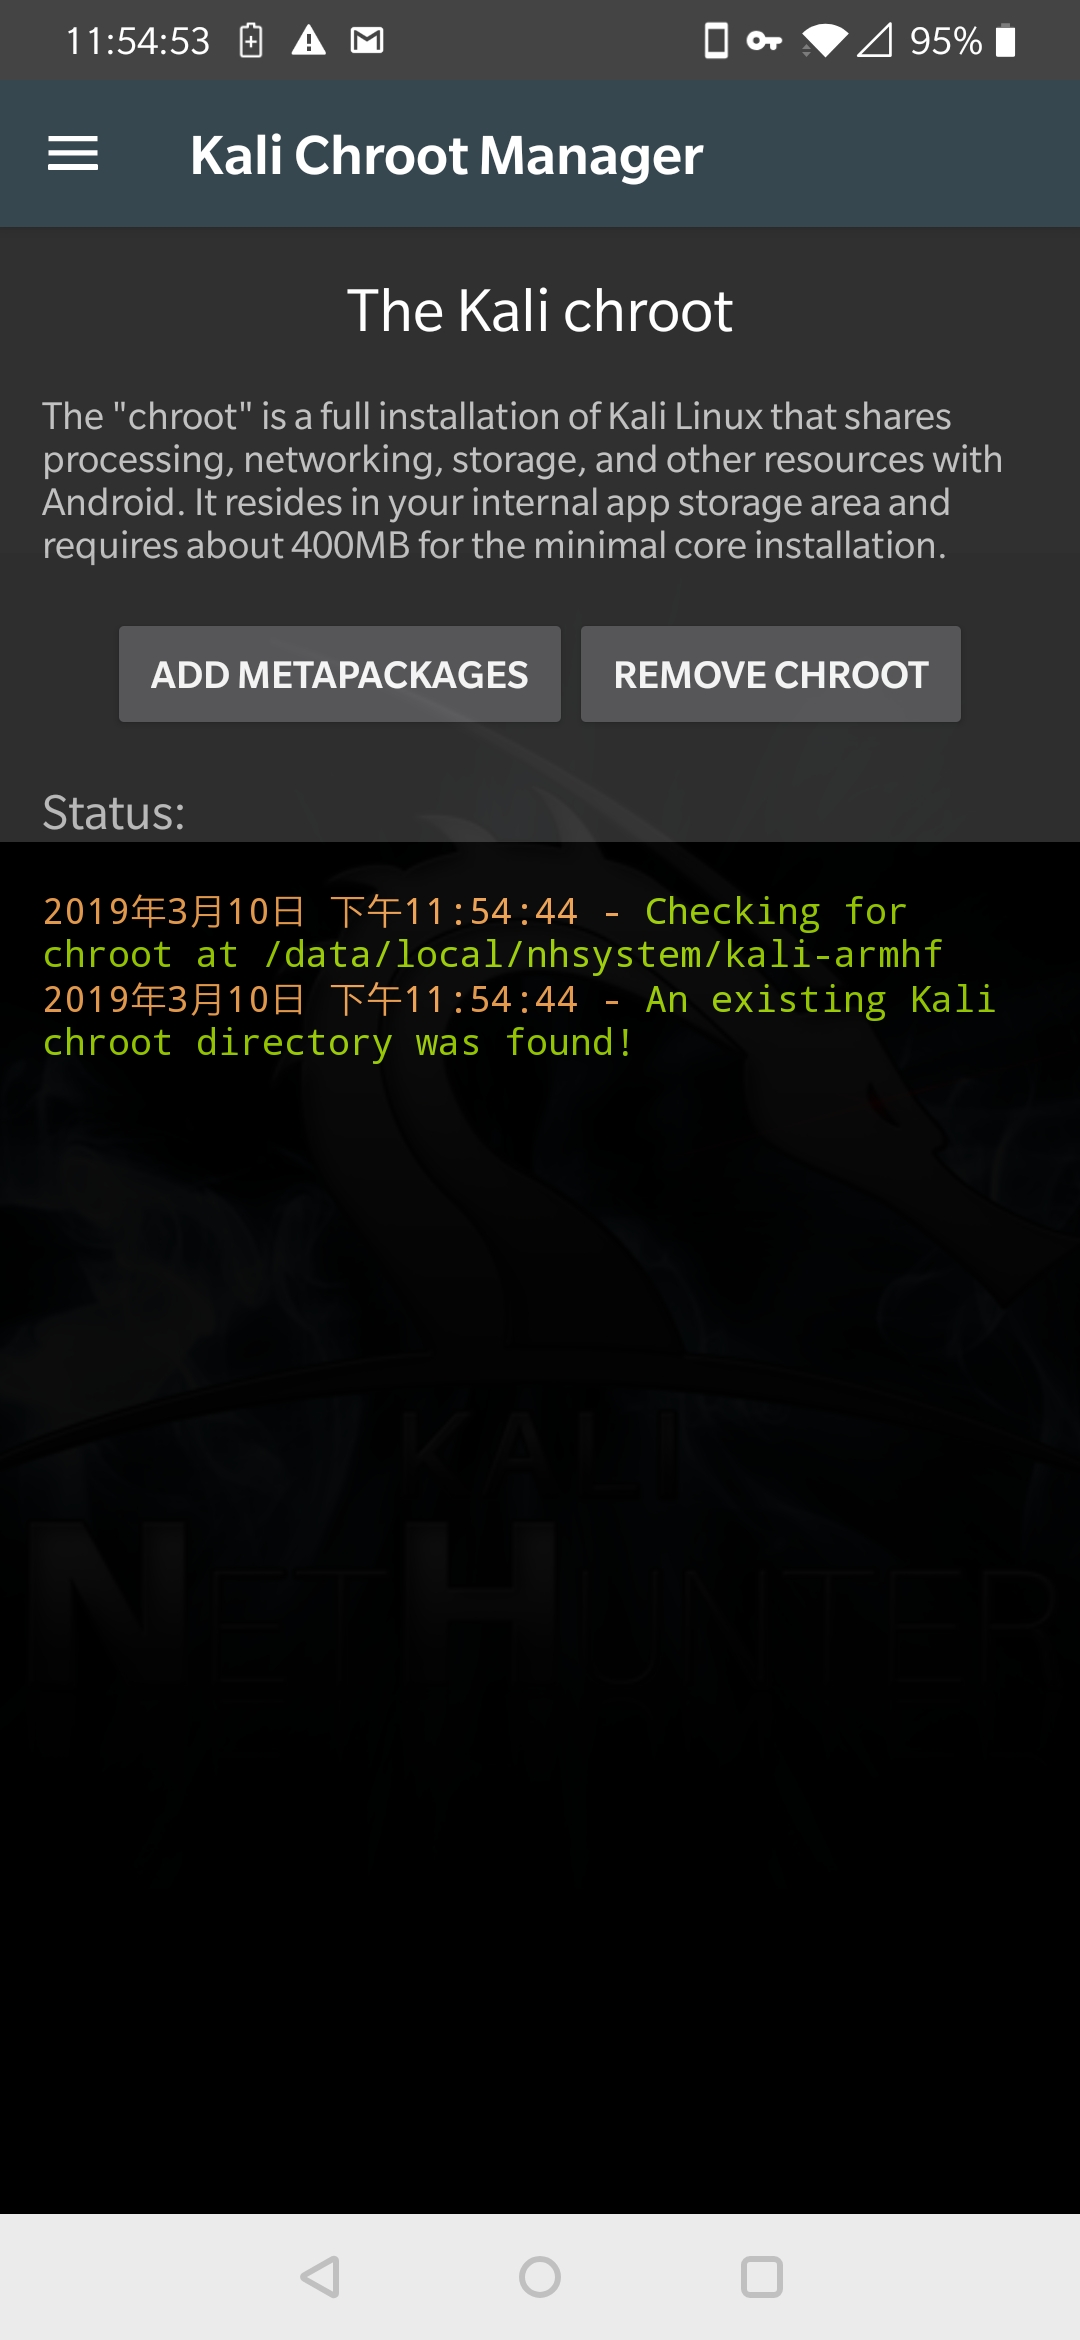 11:54:53 95%
Kali Chroot Manager
The Kali chroot
The "chroot" is a full installation of Kali Linux that shares
processing, networking, storage, and other resources with
Android. It resides in your internal app storage area and
requires about 400MB for the minimal core installation.
ADD METAPACKAGES REMOVE CHROOT
Status:
2019年3月10日 下午11:54:44 - Checking for
chroot at /data/local/nhsystem/kali-armhf
2019年3月10日 下午11:54:44 - An existing Kali
chroot directory was found!
KALI
NETHUNTER